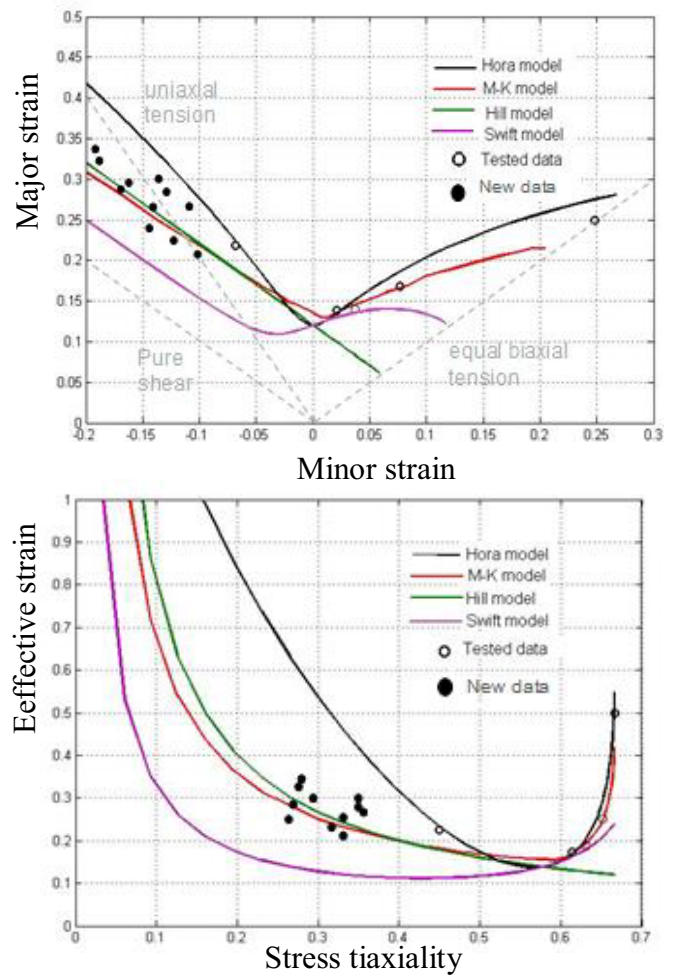 0.5
0.45
0.4
0.35
0.3
0.25
0.2
0.15
0.1
0.05
0
Major strain
uniaxial
tension
Hora model
M-K model
Hill model
Swift model
Tested data
New data
Pure
shear
equal biaxial
tension
-0.2 -0.15 -0.1 -0.05 0 0.05 0.1 0.15 0.2 0.25 0.3
Minor strain
1
0.9
0.8
0.7
0.6
0.5
0.4
0.3
0.2
0.1
0
Eeffective strain
Hora model
M-K model
Hill model
Swift model
Tested data
New data
0 0.1 0.2 0.3 0.4 0.5 0.6 0.7
Stress tiaxiality